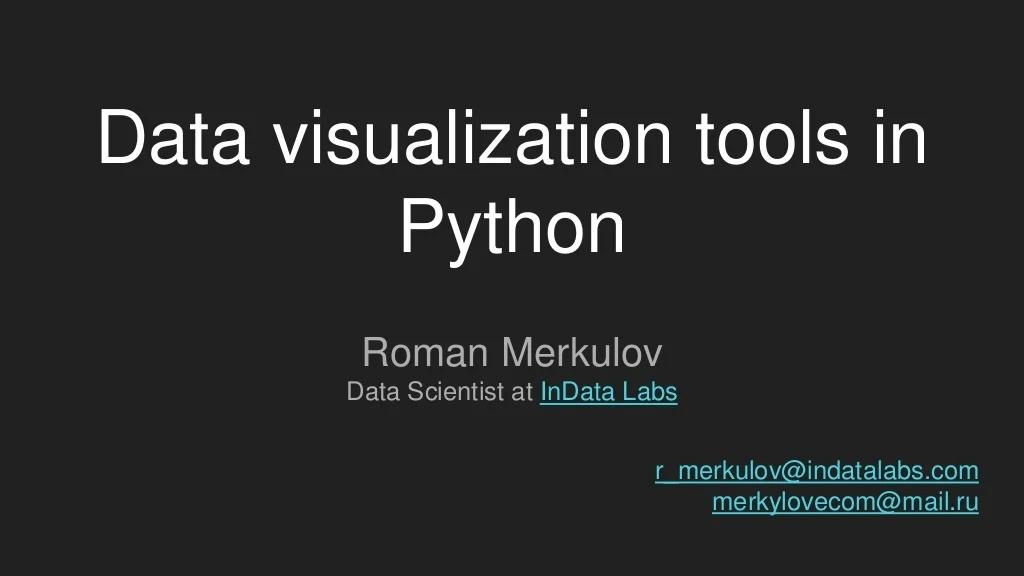 Data visualization tools in
Python
Roman Merkulov
Data Scientist at InData Labs
r_merkulov@indatalabs.com
merkylovecom@mail.ru